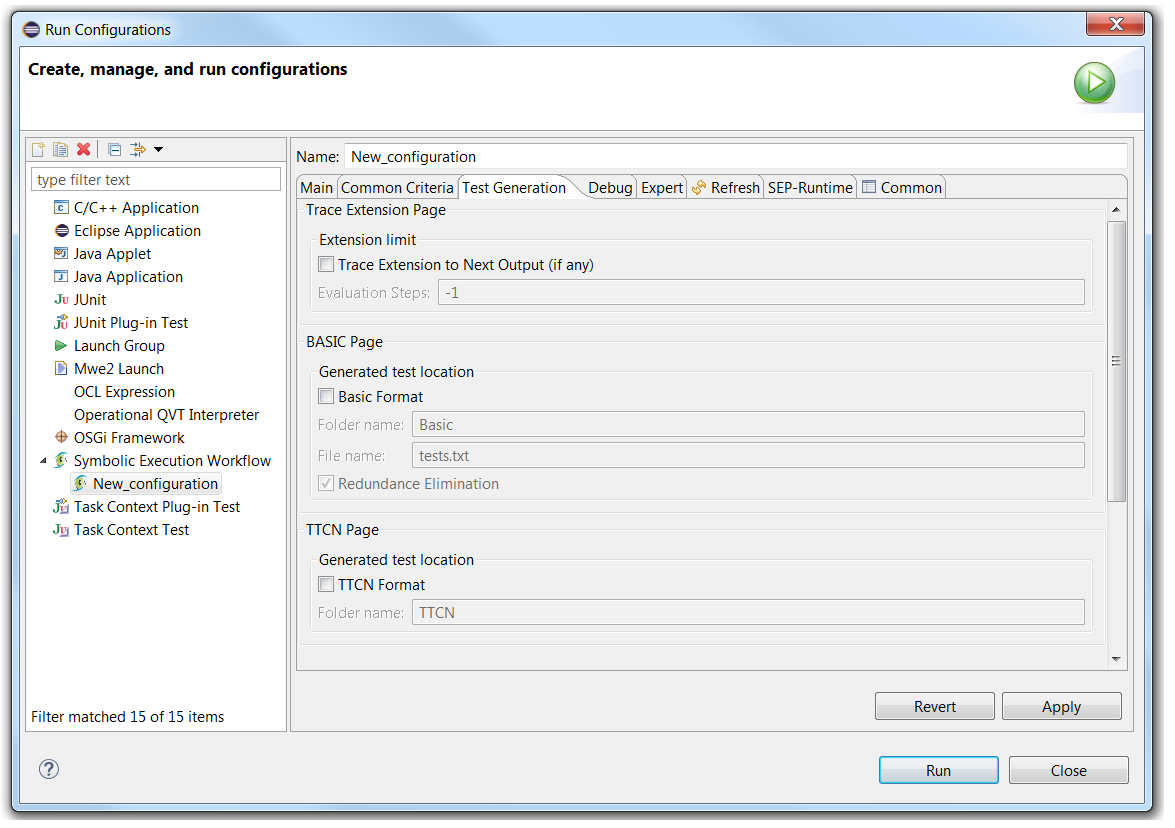 Run Configurations
Create, manage, and run configurations
type filter text
C/C++ Application
Eclipse Application
Java Applet
Java Application
JUnit
JUnit Plug-in Test
Launch Group
Mwe2 Launch
OCL Expression
Operational QVT Interpreter
OSGi Framework
Symbolic Execution Workflow
New_configuration
Task Context Plug-in Test
Task Context Test
Filter matched 15 of 15 items
Name: New_configuration
Main Common Criteria Test Generation Debug Expert Refresh SEP-Runtime Common
Trace Extension Page
Extension limit
Trace Extension to Next Output (if any)
Evaluation Steps: -1
BASIC Page
Generated test location
Basic Format
Folder name: Basic
File name: tests.txt
Redundance Elimination
TTCN Page
Generated test location
TTCN Format
Folder name: TTCN
Revert Apply
Run Close